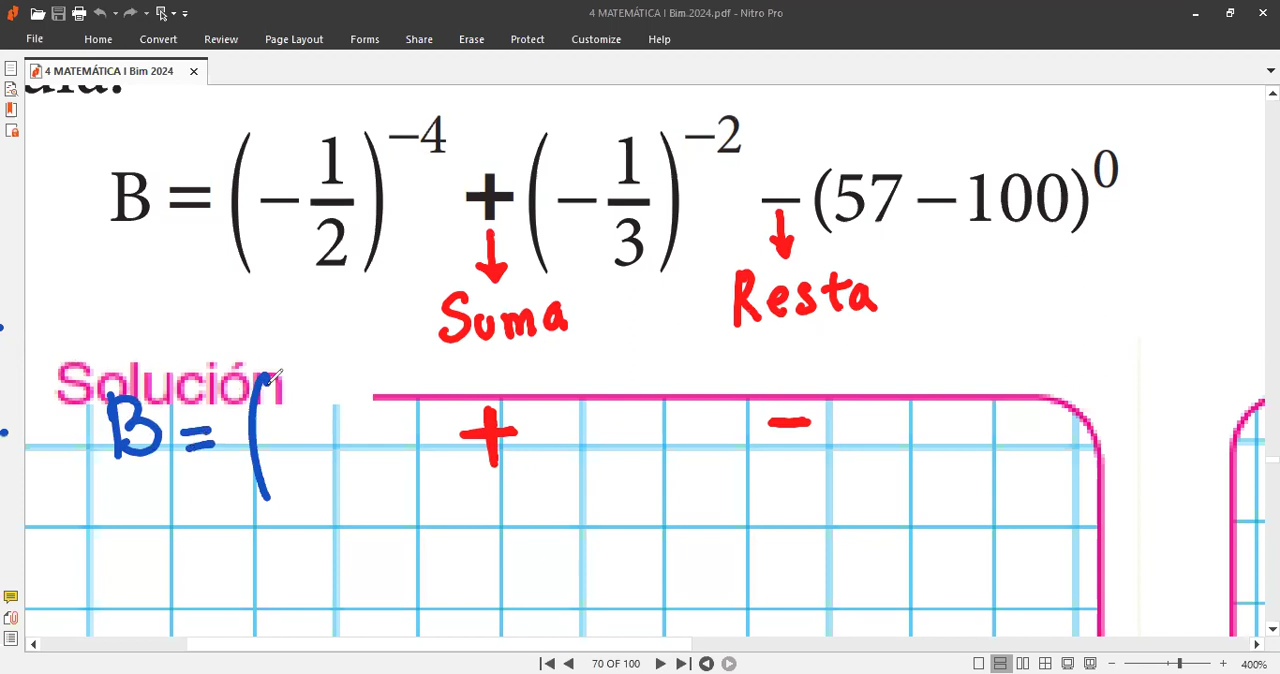 4 MATEMÁTICA I Bim.2024.pdf - Nitro Pro
File Home Convert Review Page Layout Forms Share Erase Protect Customize Help
4 MATEMÁTICA I Bim 2024
B = (−1/2)^−4 + (−1/3)^−2 − (57 − 100)^0
Suma Resta
Solución
B = ( + −
70 OF 100 400%